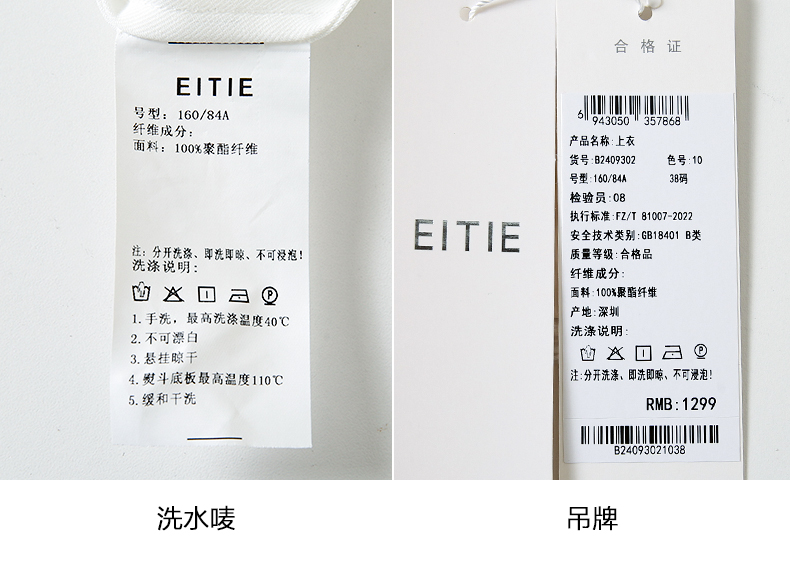 EITIE
号型: 160/84A
纤维成分:
面料: 100%聚酯纤维
注: 分开洗涤、即洗即晾、不可浸泡!
洗涤说明:
1.手洗, 最高洗涤温度40℃
2.不可漂白
3.悬挂晾干
4.熨斗底板最高温度110℃
5.缓和干洗
洗水唛
EITIE
合格证
6 943050 357868
产品名称:上衣
货号:B2409302 色号:10
号型:160/84A 38码
检验员:08
执行标准:FZ/T 81007-2022
安全技术类别:GB18401 B类
质量等级:合格品
纤维成分:
面料:100%聚酯纤维
产地:深圳
洗涤说明:
注:分开洗涤、即洗即晾、不可浸泡!
RMB:1299
B24093021038
吊牌